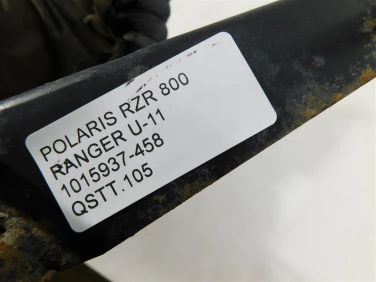 POLARIS RZR 800
RANGER U-11
1015937-458
QSTT.105